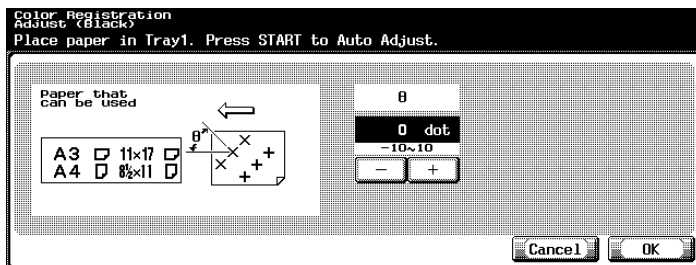 Color Registration
Adjust (Black)
Place paper in Tray1. Press START to Auto Adjust.
Paper that
can be used
θ
A3 11×17
A4 8½×11
θ
0 dot
-10~10
- +
Cancel OK